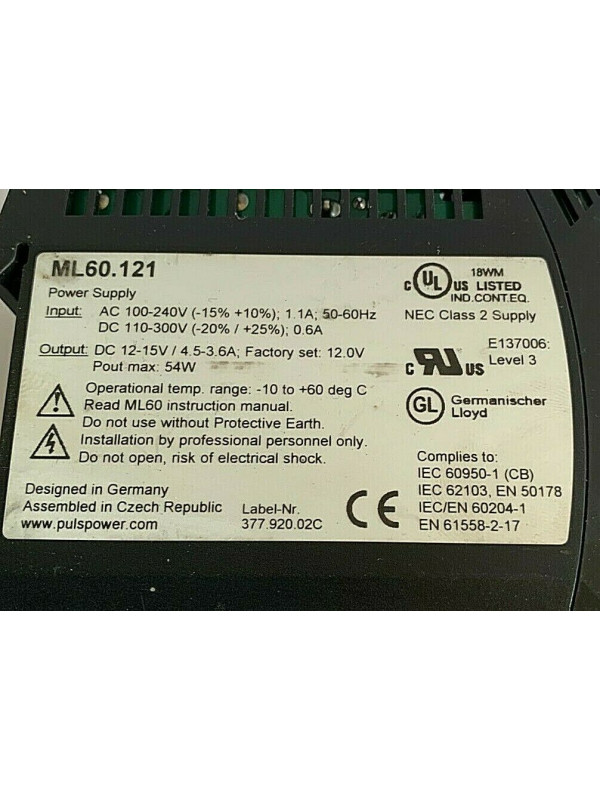 ML60.121
Power Supply
Input: AC 100-240V (-15% +10%); 1.1A; 50-60Hz
DC 110-300V (-20% / +25%); 0.6A
Output: DC 12-15V / 4.5-3.6A; Factory set: 12.0V
Pout max: 54W
Operational temp. range: -10 to +60 deg C
Read ML60 instruction manual.
Do not use without Protective Earth.
Installation by professional personnel only.
Do not open, risk of electrical shock.
Designed in Germany
Assembled in Czech Republic
www.pulspower.com
Label-Nr.
377.920.02C
CE
18WM
C UL US LISTED
IND.CONT.EQ.
NEC Class 2 Supply
E137006:
Level 3
C RU US
GL
Germanischer
Lloyd
Complies to:
IEC 60950-1 (CB)
IEC 62103, EN 50178
IEC/EN 60204-1
EN 61558-2-17